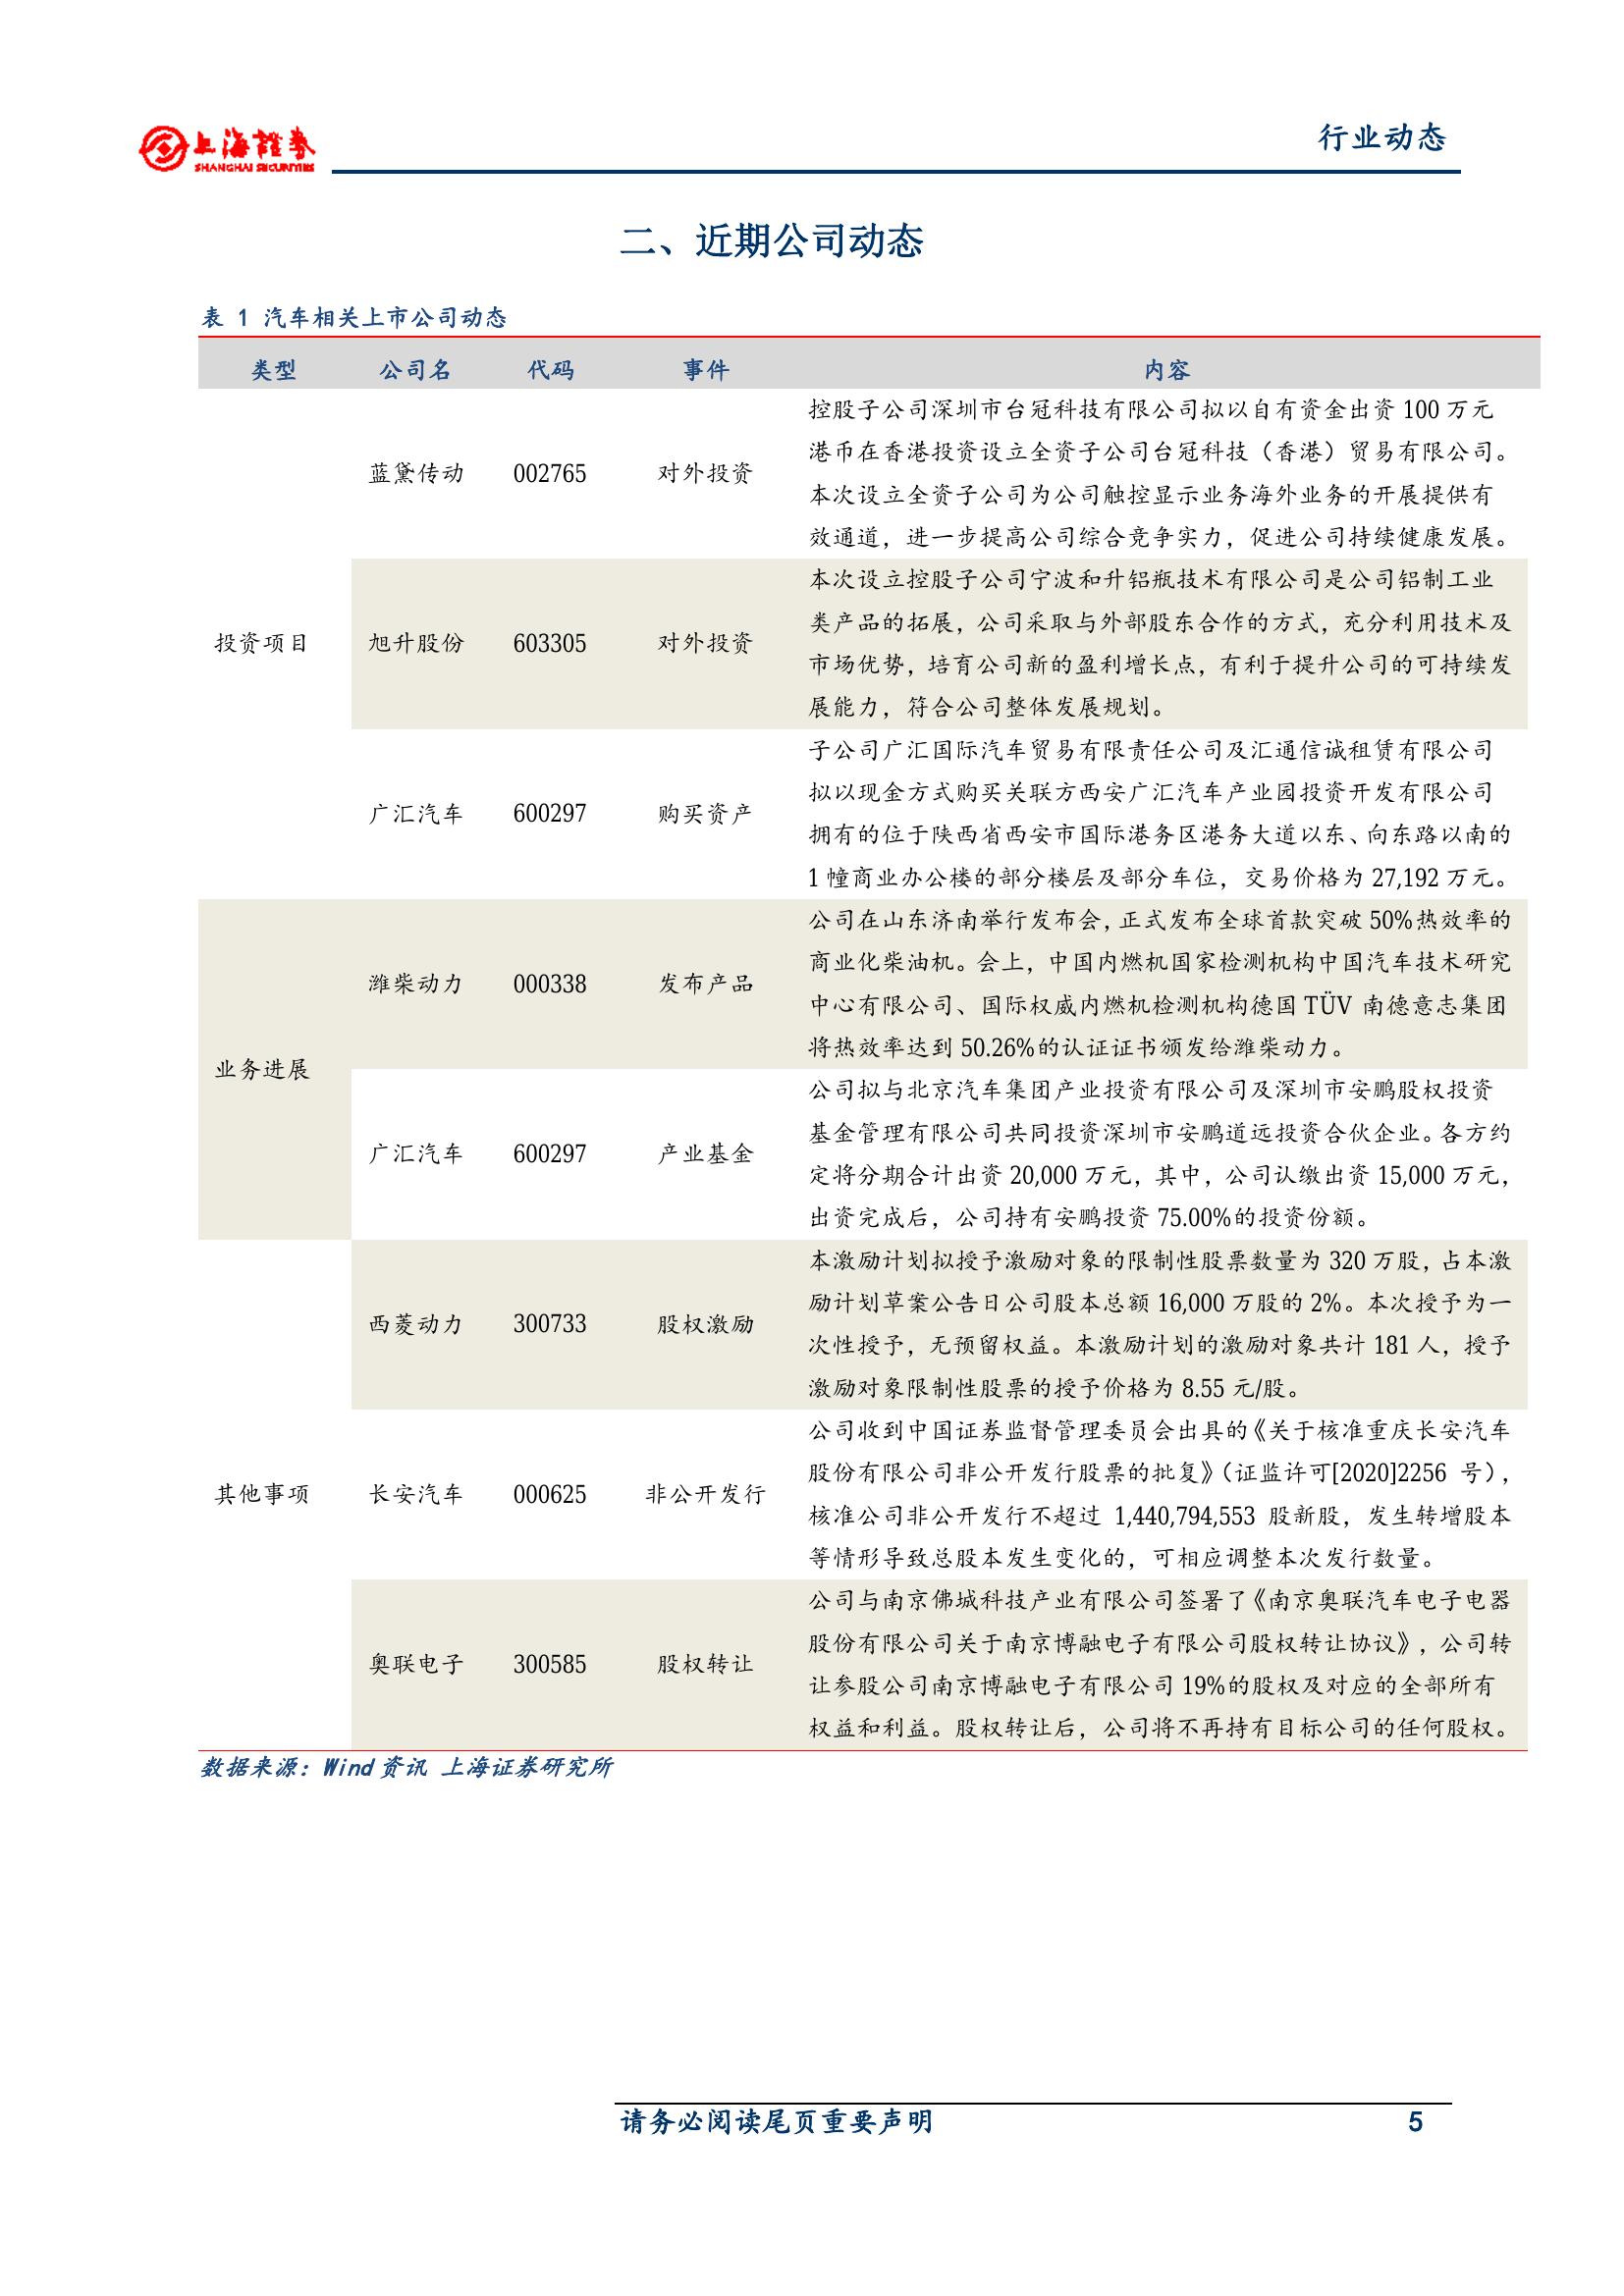 上海證券
SHANGHAI SECURITIES
行业动态
二、近期公司动态
表 1 汽车相关上市公司动态
类型 公司名 代码 事件 内容
投资项目
蓝黛传动 002765 对外投资
控股子公司深圳市台冠科技有限公司拟以自有资金出资 100 万元
港币在香港投资设立全资子公司台冠科技（香港）贸易有限公司。
本次设立全资子公司为公司触控显示业务海外业务的开展提供有
效通道，进一步提高公司综合竞争实力，促进公司持续健康发展。
旭升股份 603305 对外投资
本次设立控股子公司宁波和升铝瓶技术有限公司是公司铝制工业
类产品的拓展，公司采取与外部股东合作的方式，充分利用技术及
市场优势，培育公司新的盈利增长点，有利于提升公司的可持续发
展能力，符合公司整体发展规划。
广汇汽车 600297 购买资产
子公司广汇国际汽车贸易有限责任公司及汇通信诚租赁有限公司
拟以现金方式购买关联方西安广汇汽车产业园投资开发有限公司
拥有的位于陕西省西安市国际港务区港务大道以东、向东路以南的
1 幢商业办公楼的部分楼层及部分车位，交易价格为 27,192 万元。
业务进展
潍柴动力 000338 发布产品
公司在山东济南举行发布会，正式发布全球首款突破 50%热效率的
商业化柴油机。会上，中国内燃机国家检测机构中国汽车技术研究
中心有限公司、国际权威内燃机检测机构德国 TÜV 南德意志集团
将热效率达到 50.26%的认证证书颁发给潍柴动力。
广汇汽车 600297 产业基金
公司拟与北京汽车集团产业投资有限公司及深圳市安鹏股权投资
基金管理有限公司共同投资深圳市安鹏道远投资合伙企业。各方约
定将分期合计出资 20,000 万元，其中，公司认缴出资 15,000 万元，
出资完成后，公司持有安鹏投资 75.00%的投资份额。
其他事项
西菱动力 300733 股权激励
本激励计划拟授予激励对象的限制性股票数量为 320 万股，占本激
励计划草案公告日公司股本总额 16,000 万股的 2%。本次授予为一
次性授予，无预留权益。本激励计划的激励对象共计 181 人，授予
激励对象限制性股票的授予价格为 8.55 元/股。
长安汽车 000625 非公开发行
公司收到中国证券监督管理委员会出具的《关于核准重庆长安汽车
股份有限公司非公开发行股票的批复》（证监许可[2020]2256 号），
核准公司非公开发行不超过 1,440,794,553 股新股，发生转增股本
等情形导致总股本发生变化的，可相应调整本次发行数量。
奥联电子 300585 股权转让
公司与南京佛城科技产业有限公司签署了《南京奥联汽车电子电器
股份有限公司关于南京博融电子有限公司股权转让协议》，公司转
让参股公司南京博融电子有限公司 19%的股权及对应的全部所有
权益和利益。股权转让后，公司将不再持有目标公司的任何股权。
数据来源：Wind 资讯 上海证券研究所
请务必阅读尾页重要声明 5